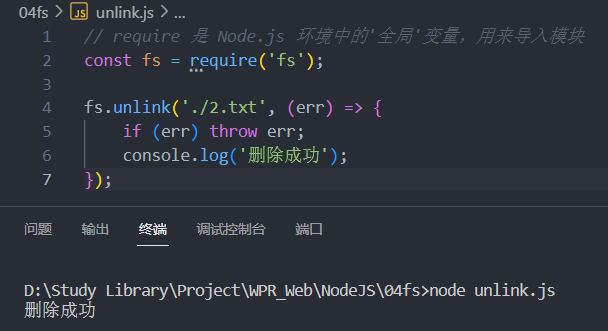 04fs > JS unlink.js > ...
1 // require 是 Node.js 环境中的'全局'变量，用来导入模块
2 const fs = require('fs');
3
4 fs.unlink('./2.txt', (err) => {
5     if (err) throw err;
6     console.log('删除成功');
7 });
问题 输出 终端 调试控制台 端口
D:\Study Library\Project\WPR_Web\NodeJS\04fs>node unlink.js
删除成功